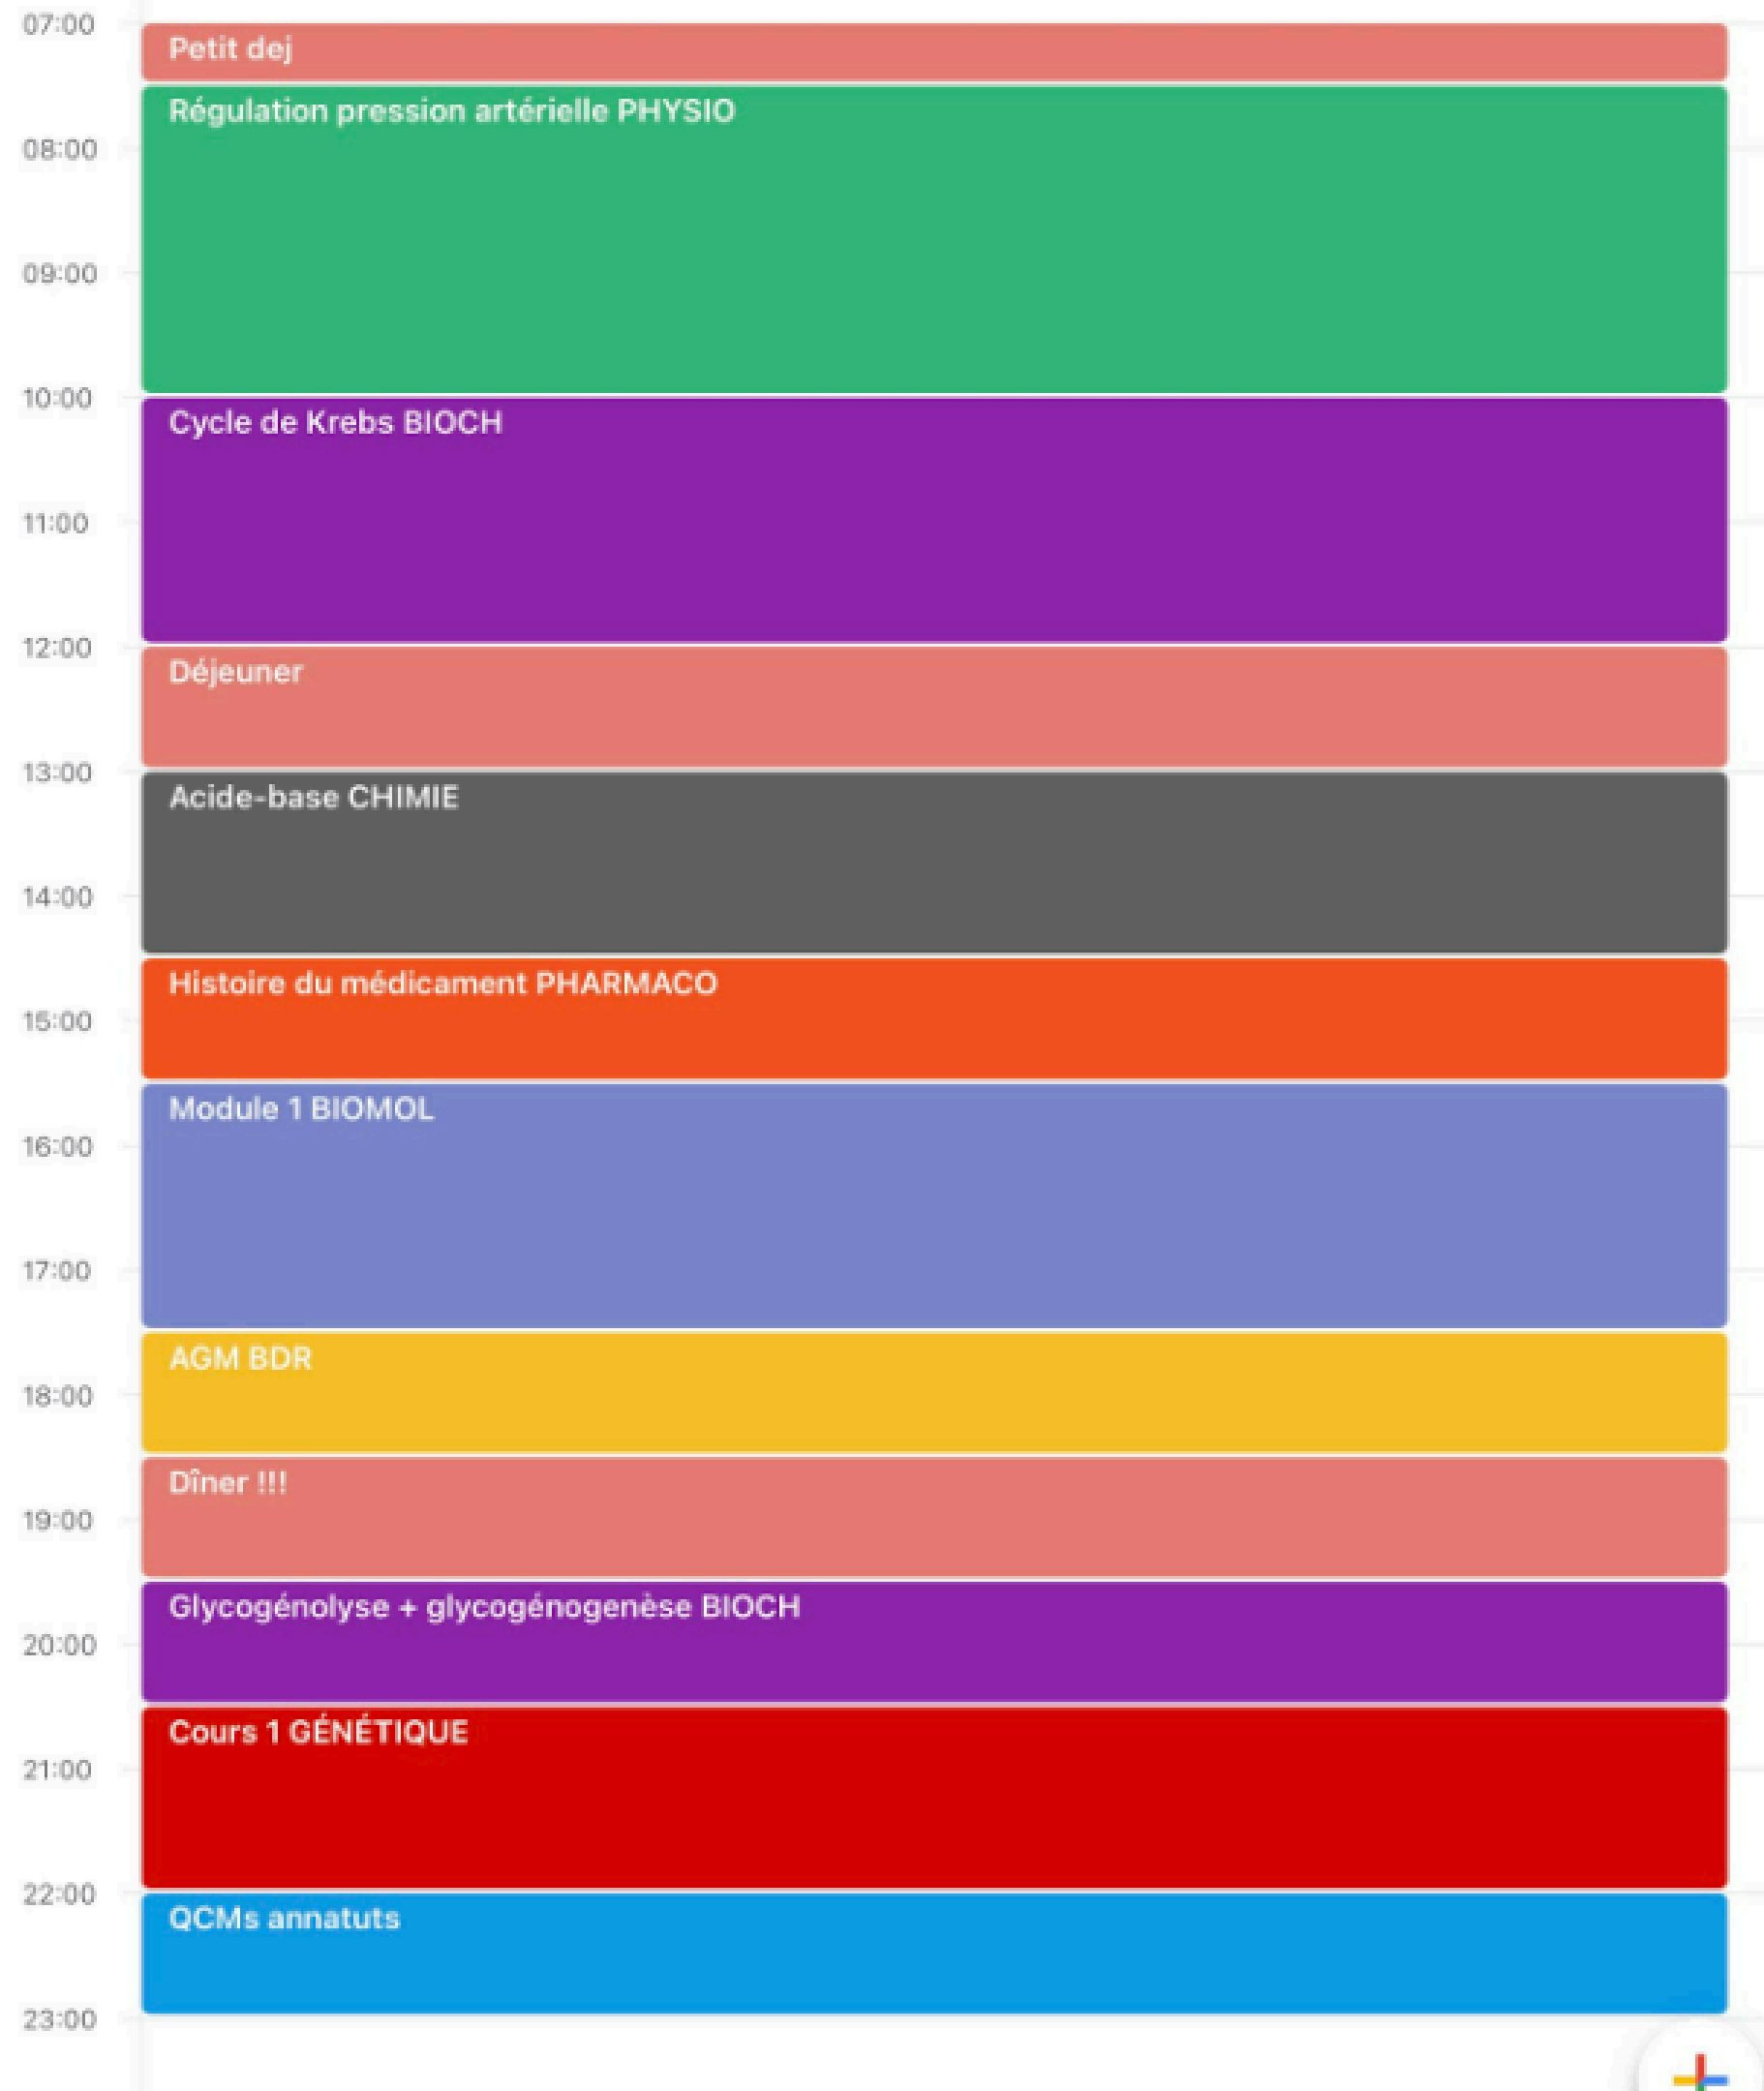 07:00
Petit dej
Régulation pression artérielle PHYSIO
08:00
09:00
10:00
Cycle de Krebs BIOCH
11:00
12:00
Déjeuner
13:00
Acide-base CHIMIE
14:00
Histoire du médicament PHARMACO
15:00
Module 1 BIOMOL
16:00
17:00
AGM BDR
18:00
Dîner !!!
19:00
Glycogénolyse + glycogénogenèse BIOCH
20:00
Cours 1 GÉNÉTIQUE
21:00
22:00
QCMs annatuts
23:00